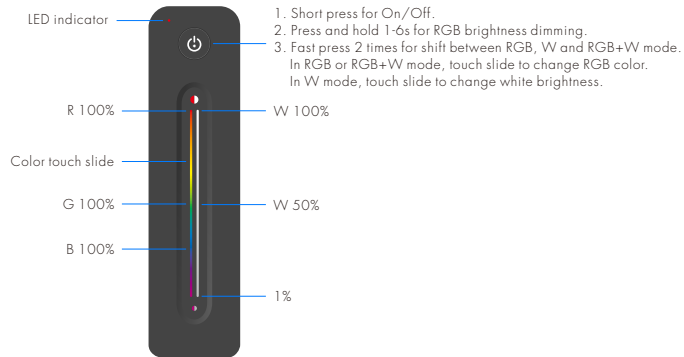 LED indicator
1. Short press for On/Off.
2. Press and hold 1-6s for RGB brightness dimming.
3. Fast press 2 times for shift between RGB, W and RGB+W mode.
In RGB or RGB+W mode, touch slide to change RGB color.
In W mode, touch slide to change white brightness.
R 100%
W 100%
Color touch slide
G 100%
W 50%
B 100%
1%